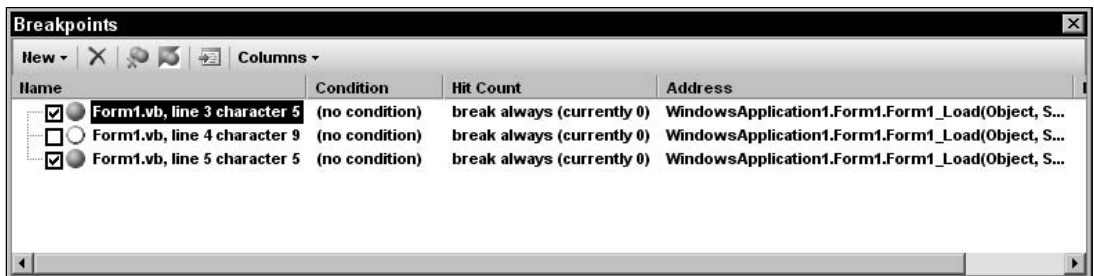 Breakpoints
New Columns
Name Condition Hit Count Address
Form1.vb, line 3 character 5 (no condition) break always (currently 0) WindowsApplication1.Form1.Form1_Load(Object, S...
Form1.vb, line 4 character 9 (no condition) break always (currently 0) WindowsApplication1.Form1.Form1_Load(Object, S...
Form1.vb, line 5 character 5 (no condition) break always (currently 0) WindowsApplication1.Form1.Form1_Load(Object, S...